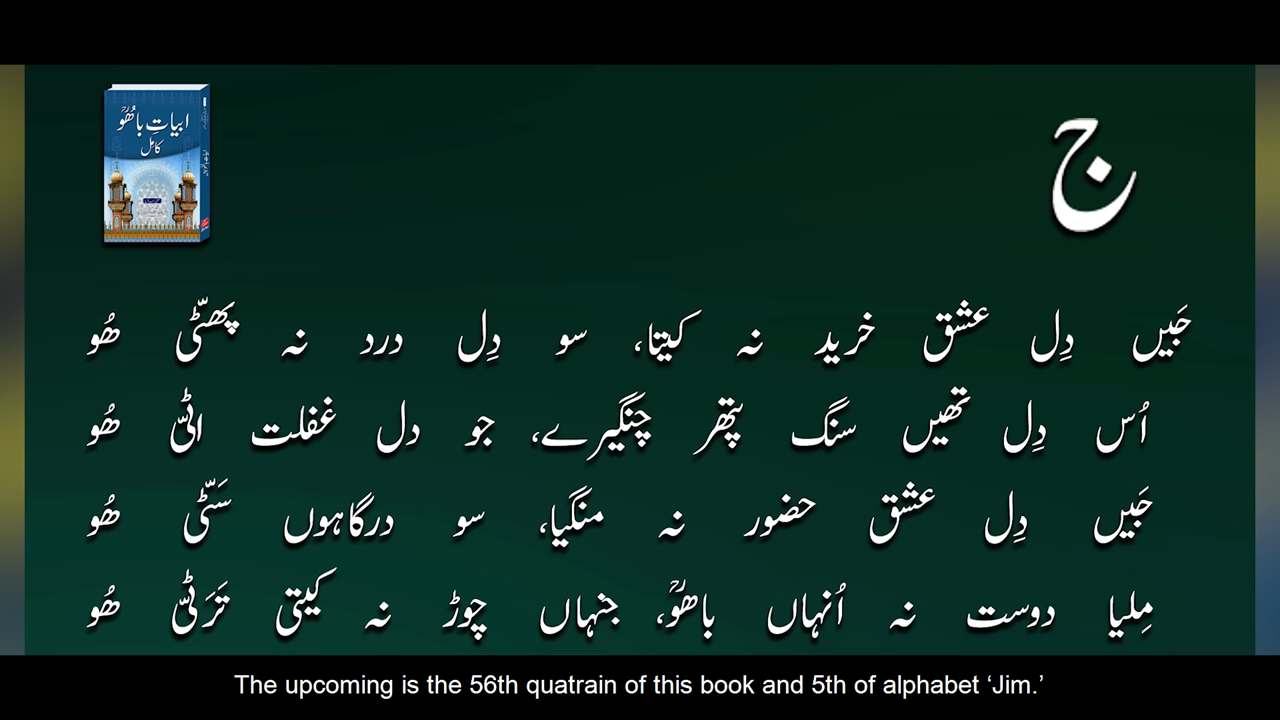 ابیاتِ باھُوؒ
کامل
ج
جَیں دِل عشق خرید نہ کیتا، سو دِل درد نہ پھٹّی ھُو
اُس دِل تھیں سنگ پتھر چنگیرے، جو دل غفلت اٹّی ھُو
جَیں دِل عشق حضور نہ منگیا، سو درگاہوں سَٹّی ھُو
مِلیا دوست نہ اُنہاں باھوؒ، جنہاں چوڑ نہ کیتی تَرَٹّی ھُو
The upcoming is the 56th quatrain of this book and 5th of alphabet ‘Jim.’